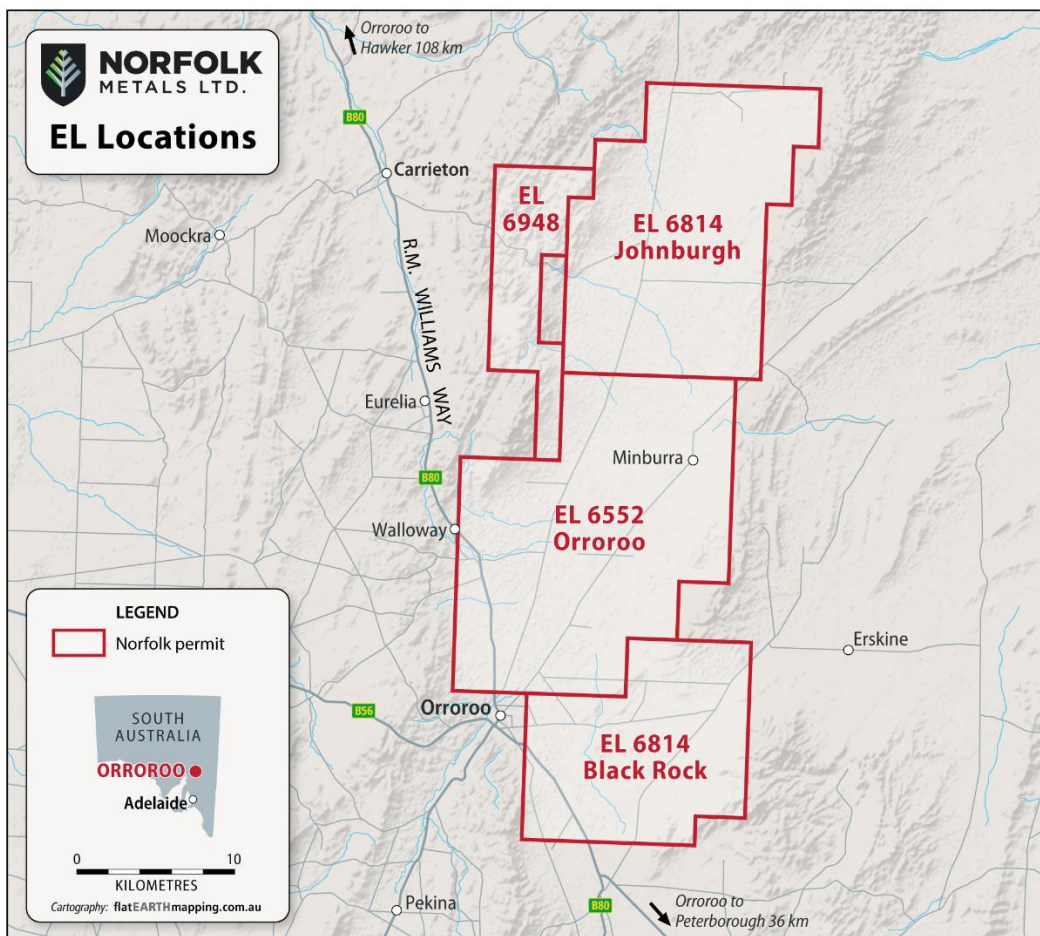 NORFOLK
METALS LTD.
EL Locations
Orroroo to
Hawker 108 km
B80
Carrieton
Moockra
R.M. WILLIAMS WAY
EL
6948
EL 6814
Johnburgh
Eurelia
B80
Minburra
Walloway
EL 6552
Orroroo
Erskine
Orroroo
B56
EL 6814
Black Rock
LEGEND
Norfolk permit
SOUTH
AUSTRALIA
ORROROO
Adelaide
0 10
KILOMETRES
Cartography: flatEARTHmapping.com.au
Pekina
B80
Orroroo to
Peterborough 36 km